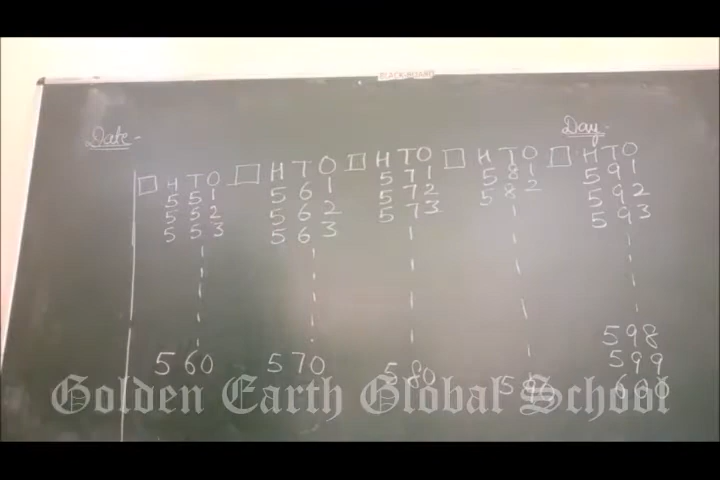 BLACK BOARD
Date - Day -
H T O H T O H T O H T O H T O
5 5 1 5 6 1 5 7 1 5 8 1 5 9 1
5 5 2 5 6 2 5 7 2 5 8 2 5 9 2
5 5 3 5 6 3 5 7 3 5 9 3
5 9 8
5 9 9
5 6 0 5 7 0 5 8 0 6 0 0
Golden Earth Global School